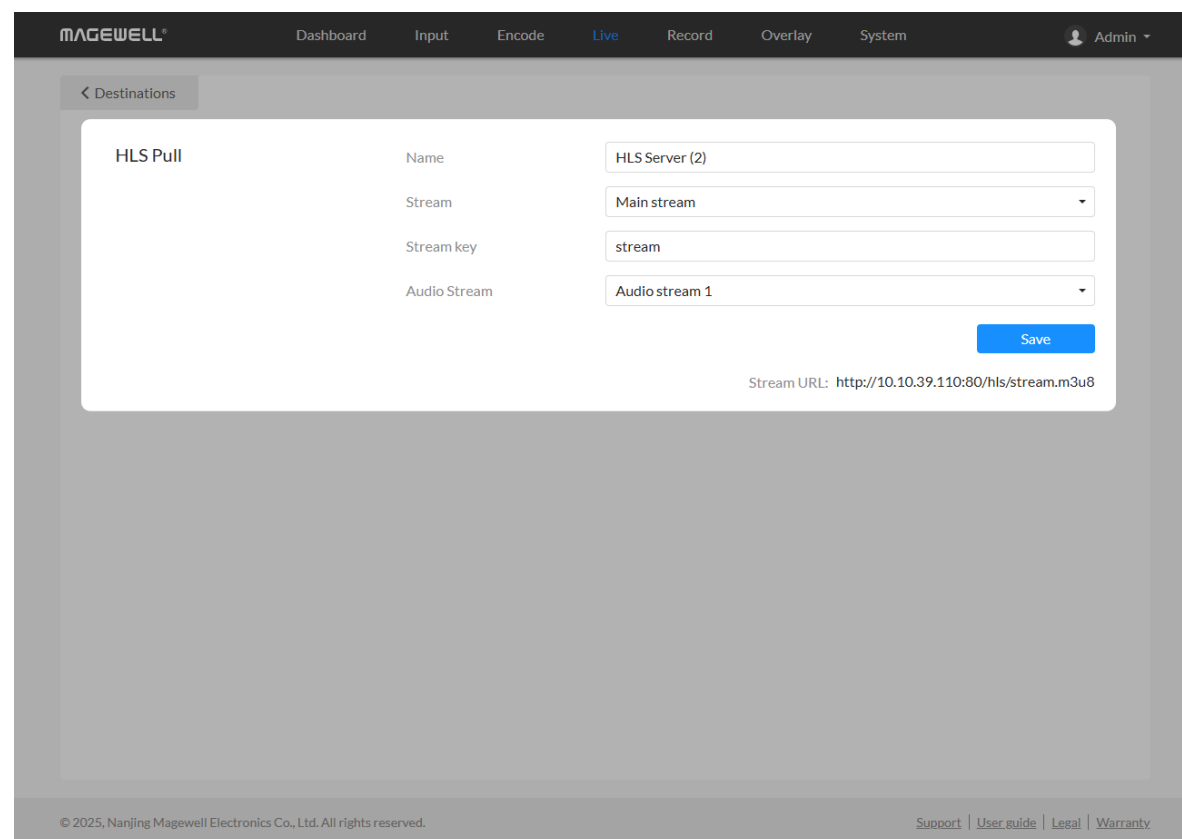 MAGEWELL® Dashboard Input Encode Live Record Overlay System Admin
Destinations
HLS Pull
Name HLS Server (2)
Stream Main stream
Stream key stream
Audio Stream Audio stream 1
Save
Stream URL: http://10.10.39.110:80/hls/stream.m3u8
© 2025, Nanjing Magewell Electronics Co., Ltd. All rights reserved. Support | User guide | Legal | Warranty